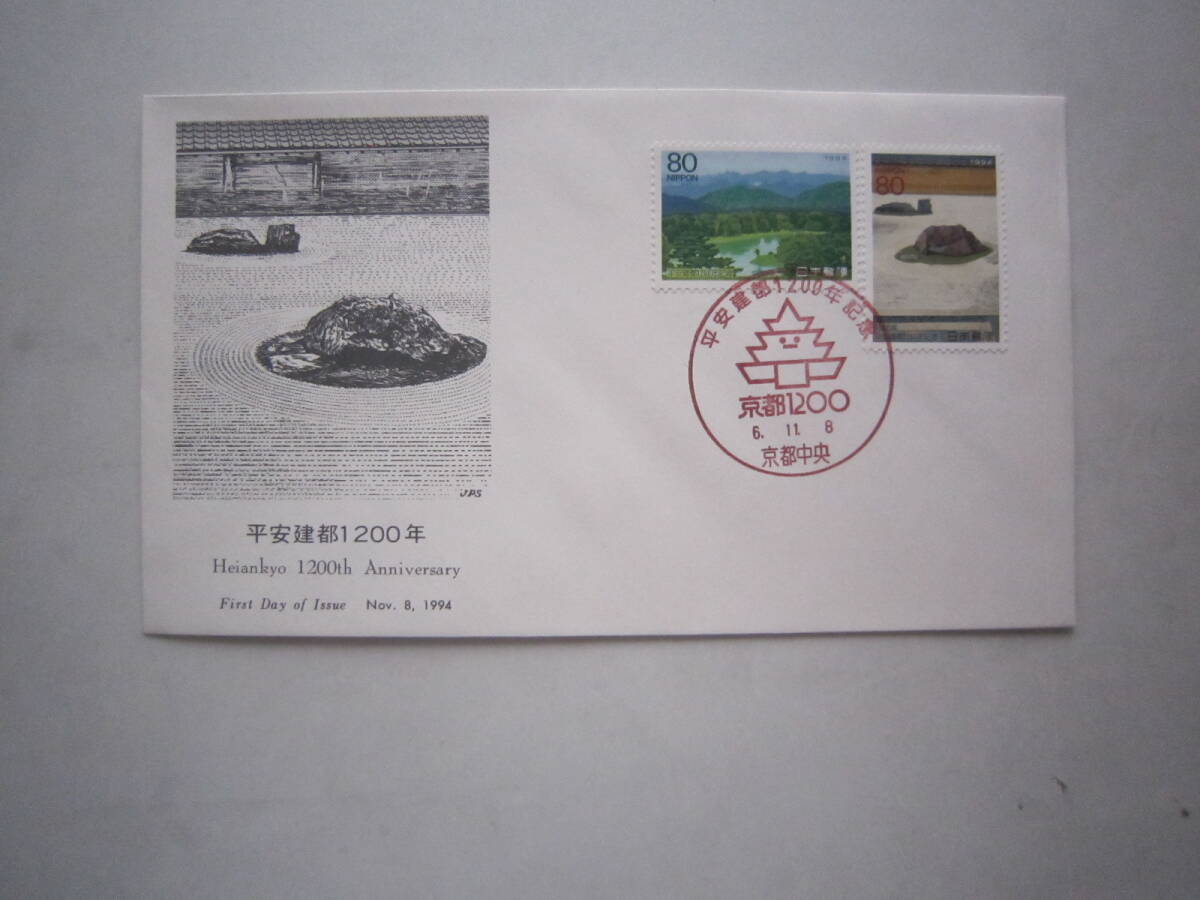 JPS
平安建都1200年
Heiankyo 1200th Anniversary
First Day of Issue Nov. 8, 1994
80
NIPPON
1994
日本郵便
1994
80
日本郵便
平安建都1200年記念
京都1200
6. 11. 8
京都中央